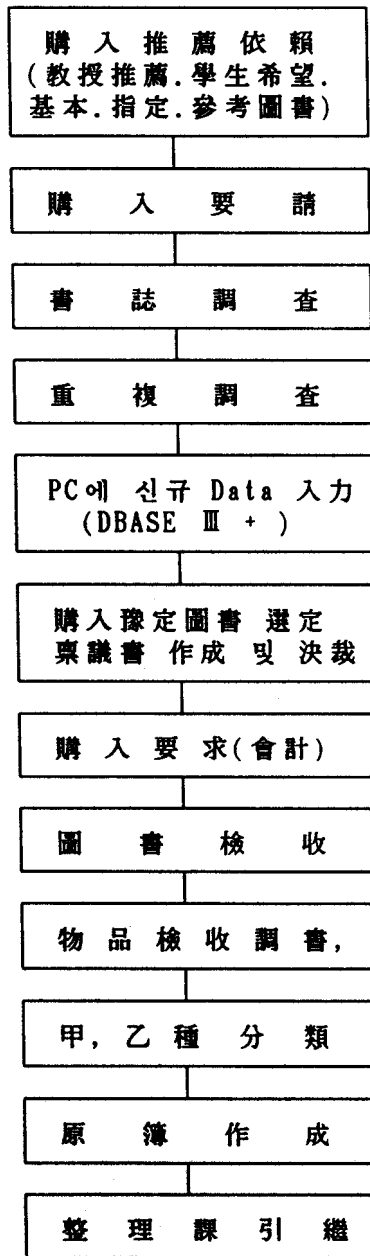 購入推薦依賴
(教授推薦.學生希望.
基本.指定.參考圖書)
購入要請
書誌調査
重複調査
PC에 신규 Data 入力
(DBASE Ⅲ + )
購入豫定圖書 選定
稟議書 作成 및 決裁
購入要求(會計)
圖書檢收
物品檢收調書,
甲, 乙種分類
原簿作成
整理課引繼